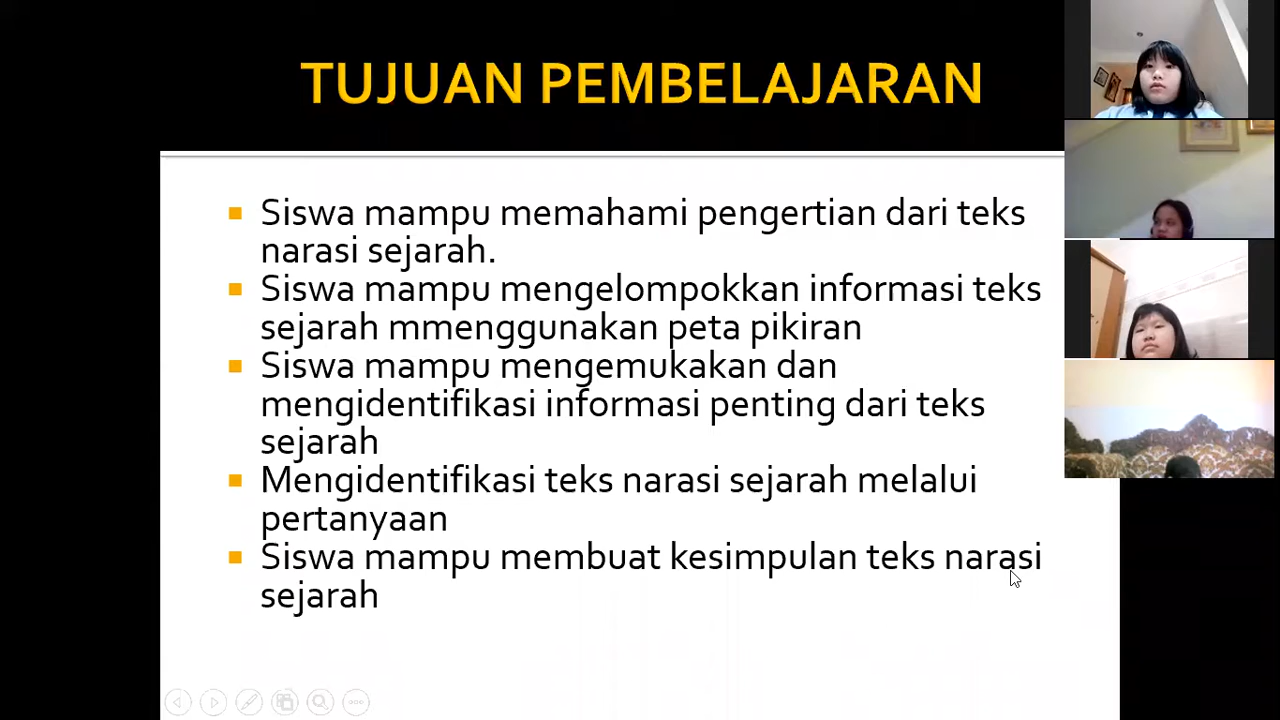 TUJUAN PEMBELAJARAN
Siswa mampu memahami pengertian dari teks
narasi sejarah.
Siswa mampu mengelompokkan informasi teks
sejarah mmenggunakan peta pikiran
Siswa mampu mengemukakan dan
mengidentifikasi informasi penting dari teks
sejarah
Mengidentifikasi teks narasi sejarah melalui
pertanyaan
Siswa mampu membuat kesimpulan teks narasi
sejarah